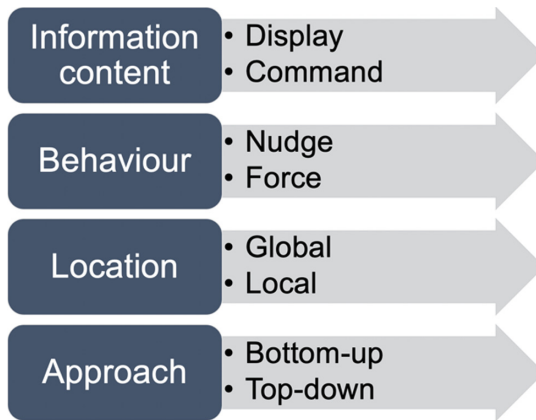 Information
content
• Display
• Command
Behaviour
• Nudge
• Force
Location
• Global
• Local
Approach
• Bottom-up
• Top-down